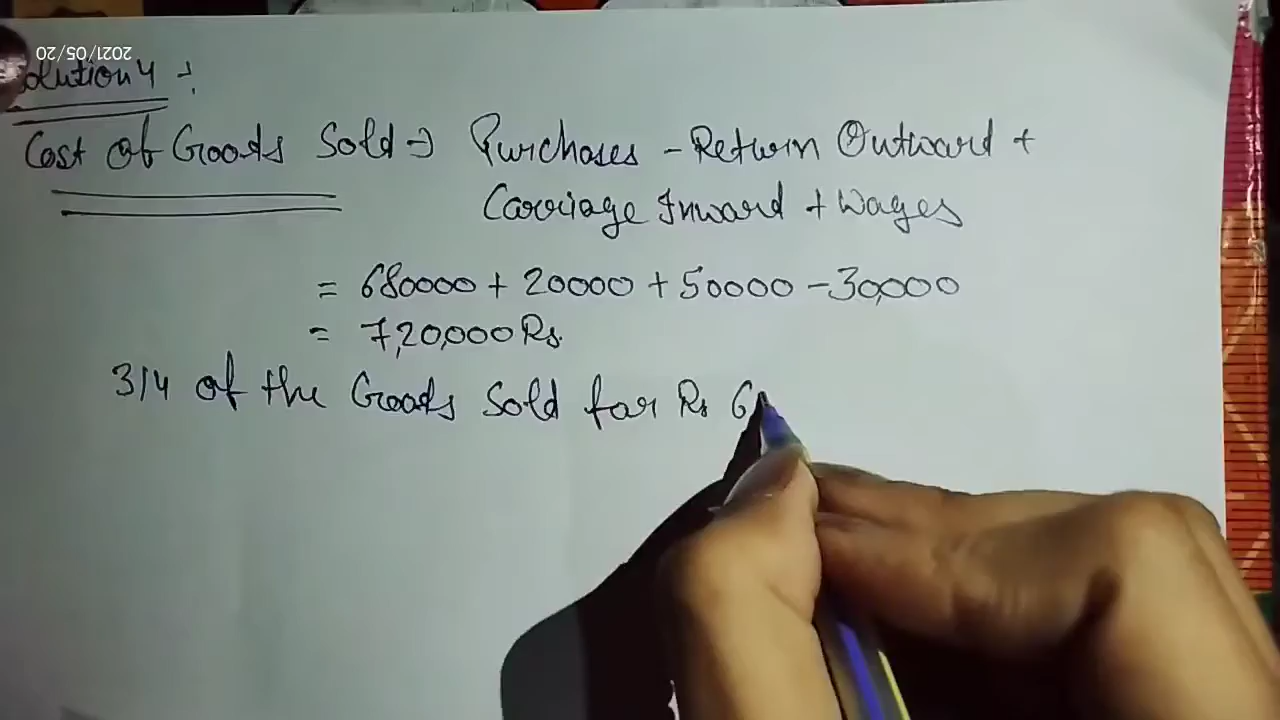 2021/05/20
olution 4 :
Cost of Goods Sold → Purchases - Return Outward +
Carriage Inward + Wages
= 680000 + 20000 + 50000 - 30,000
= 7,20,000 Rs.
3/4 of the Goods Sold for Rs 6